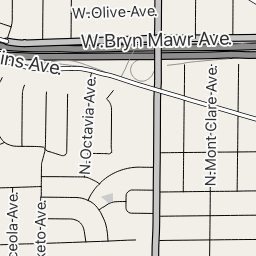 W. Olive Ave.
W. Bryn Mawr Ave.
ins Ave.
N. Octavia Ave.
N. Mont Clare Ave.
ceola Ave.
keto Ave.